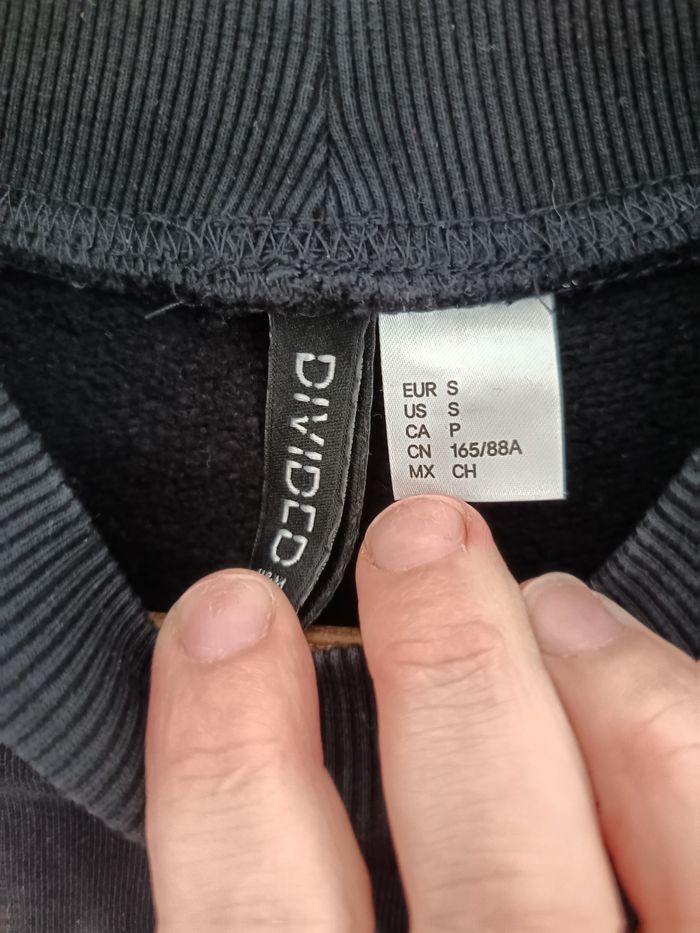 DIVIDED
EUR S
US S
CA P
CN 165/88A
MX CH